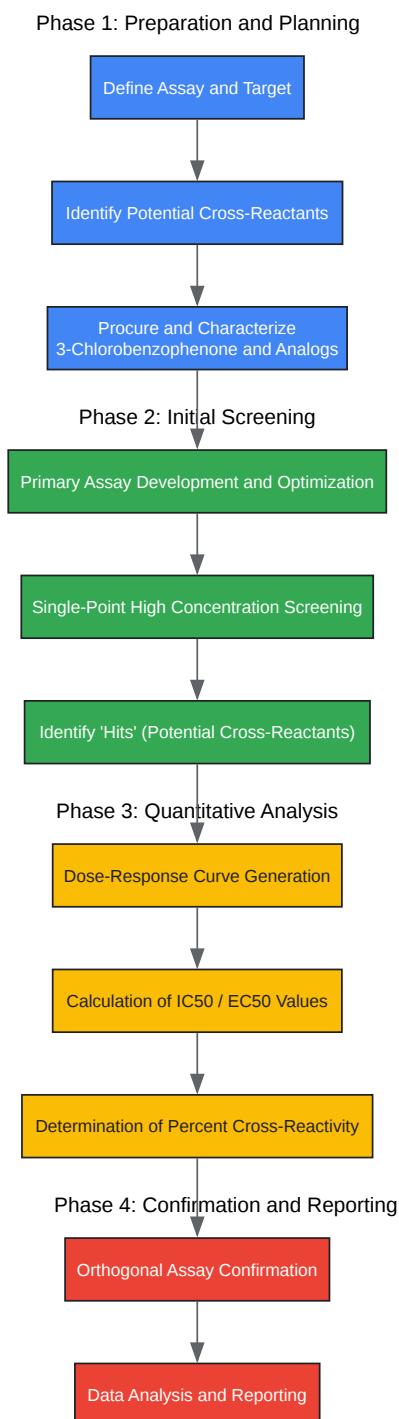 Phase 1: Preparation and Planning
Define Assay and Target
Identify Potential Cross-Reactants
Procure and Characterize
3-Chlorobenzophenone and Analogs
Phase 2: Initial Screening
Primary Assay Development and Optimization
Single-Point High Concentration Screening
Identify 'Hits' (Potential Cross-Reactants)
Phase 3: Quantitative Analysis
Dose-Response Curve Generation
Calculation of IC50 / EC50 Values
Determination of Percent Cross-Reactivity
Phase 4: Confirmation and Reporting
Orthogonal Assay Confirmation
Data Analysis and Reporting